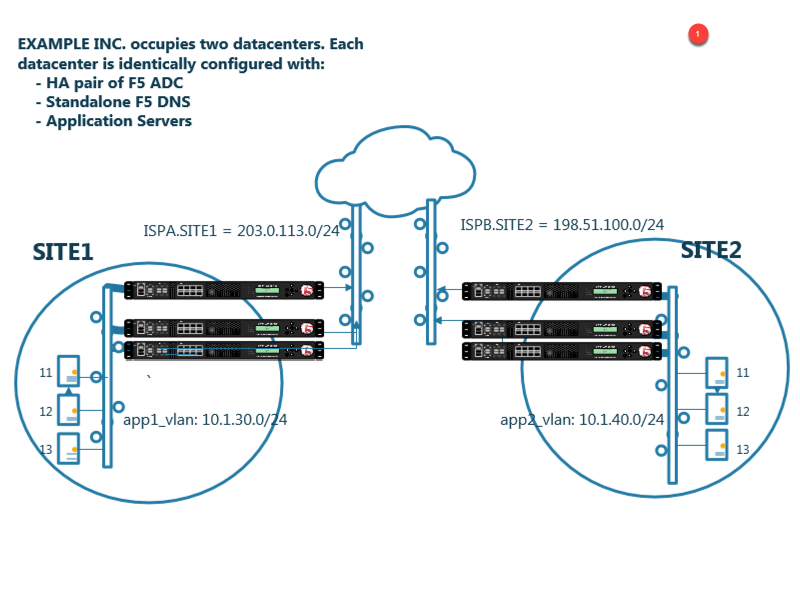 EXAMPLE INC. occupies two datacenters. Each
datacenter is identically configured with:
- HA pair of F5 ADC
- Standalone F5 DNS
- Application Servers
1
ISPA.SITE1 = 203.0.113.0/24
ISPB.SITE2 = 198.51.100.0/24
SITE1
SITE2
11
12
13
app1_vlan: 10.1.30.0/24
app2_vlan: 10.1.40.0/24
11
12
13